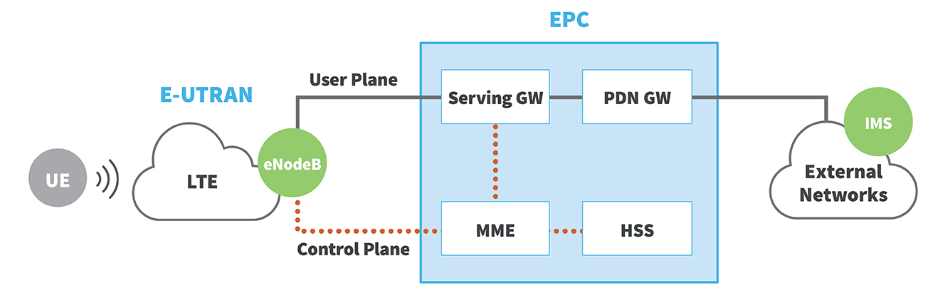 EPC
User Plane
E-UTRAN
Serving GW
PDN GW
IMS
eNodeB
UE
LTE
External
Networks
MME
HSS
Control Plane